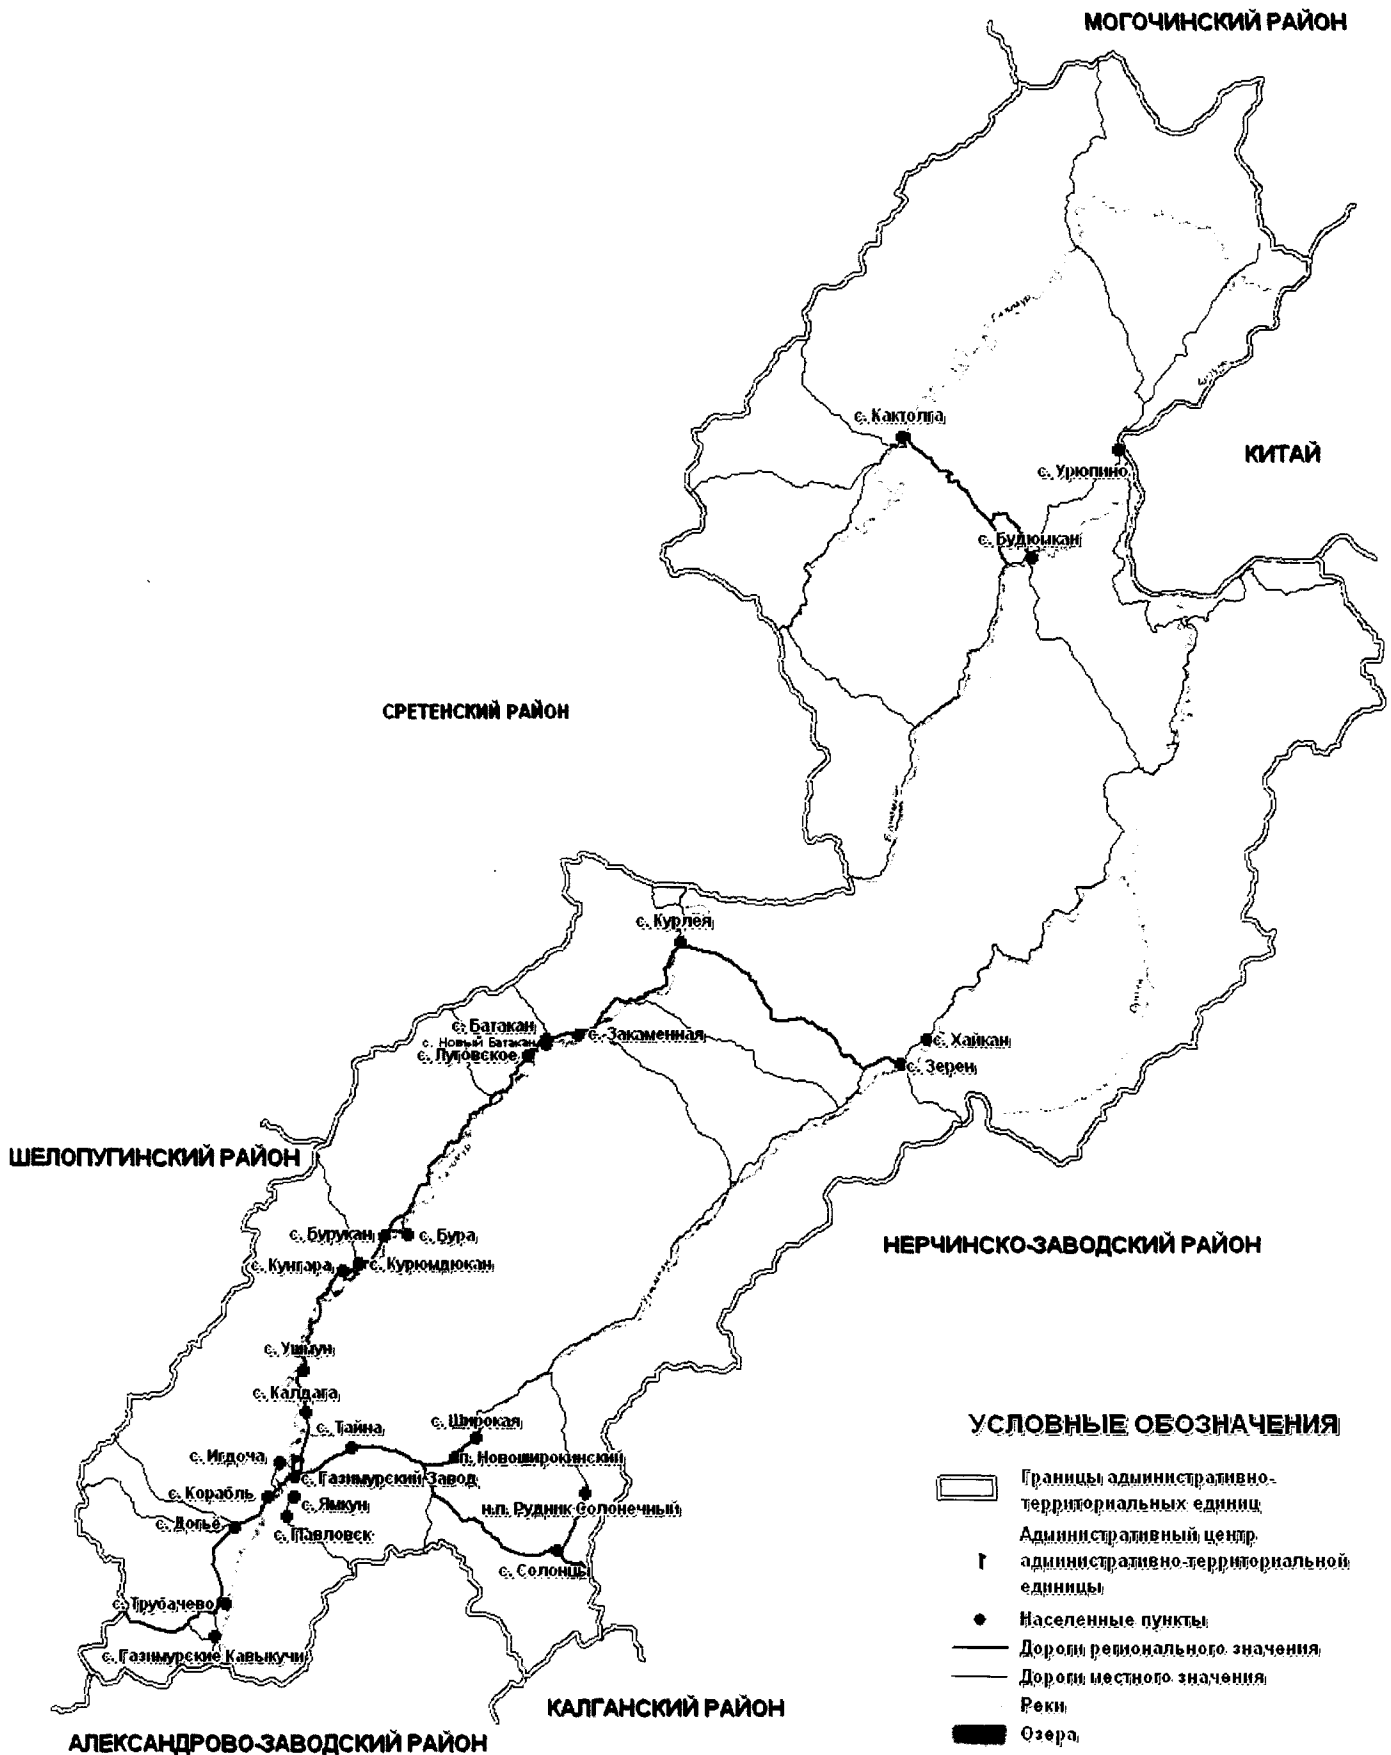 МОГОЧИНСКИЙ РАЙОН
Газимур
с. Кактолга
КИТАЙ
с. Урюпино
с. Будюмкан
СРЕТЕНСКИЙ РАЙОН
с. Курлея
с. Батакан
с. Закаменная
с. Новый Батакан
с. Луговское
с. Хайкан
с. Зерен
ШЕЛОПУГИНСКИЙ РАЙОН
с. Бурукан
с. Бура
НЕРЧИНСКО-ЗАВОДСКИЙ РАЙОН
с. Кунгара
с. Курюмдюкан
с. Ушмун
с. Калдага
с. Тайна
с. Широкая
с. Игдоча
п. Новоширокинский
с. Газимурский Завод
с. Корабль
с. Ямкун
н.п. Рудник Солонечный
с. Догьё
с. Павловск
с. Солонцы
с. Трубачево
с. Газимурские Кавыкучи
УСЛОВНЫЕ ОБОЗНАЧЕНИЯ
Границы административно-
территориальных единиц
Административный центр
административно-территориальной
единицы
Населенные пункты
Дороги регионального значения
Дороги местного значения
Реки
Озера
КАЛГАНСКИЙ РАЙОН
АЛЕКСАНДРОВО-ЗАВОДСКИЙ РАЙОН